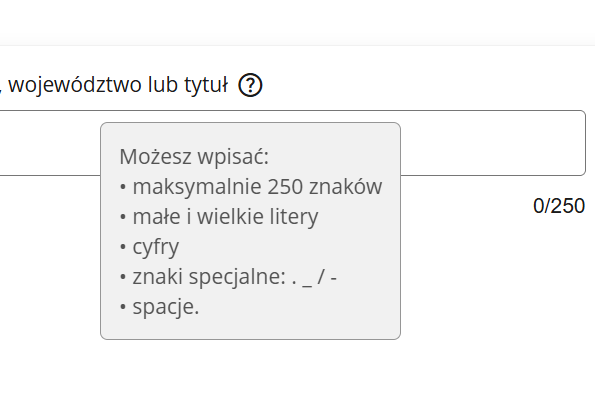 , województwo lub tytuł ?
Możesz wpisać:
• maksymalnie 250 znaków
• małe i wielkie litery
• cyfry
• znaki specjalne: . _ / -
• spacje.
0/250